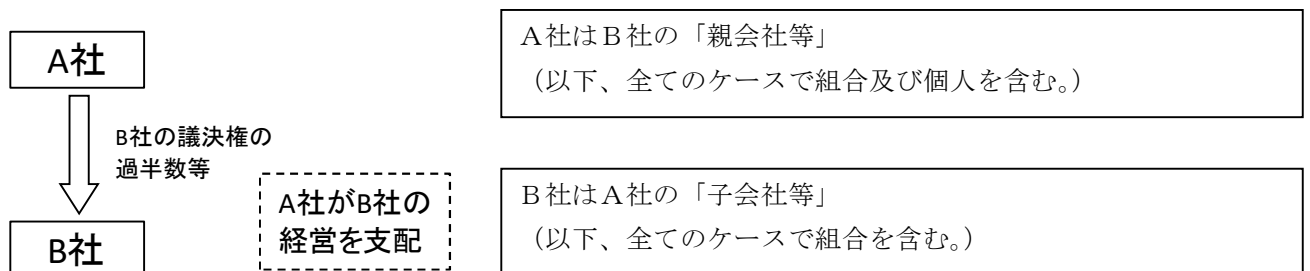 A社
A社はB社の「親会社等」
（以下、全てのケースで組合及び個人を含む。）
B社の議決権の
過半数等
A社がB社の
経営を支配
B社はA社の「子会社等」
（以下、全てのケースで組合を含む。）
B社